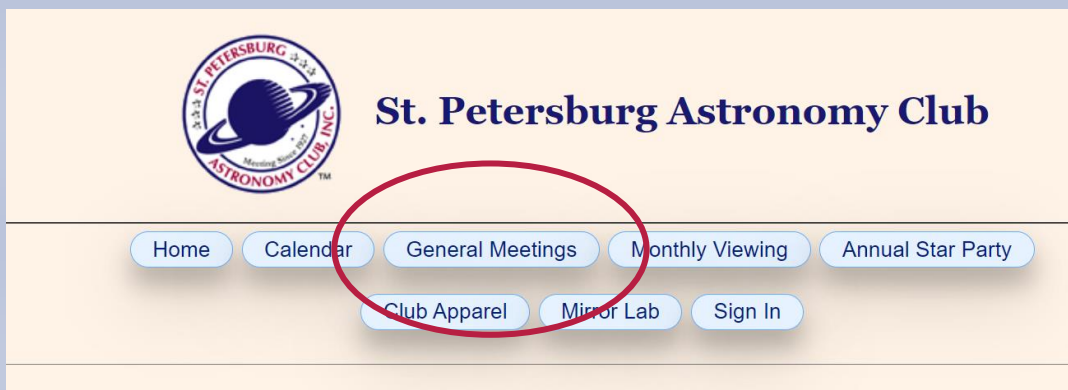 ST. PETERSBURG
ASTRONOMY CLUB, INC.
Meeting Since 1927
TM
St. Petersburg Astronomy Club
Home Calendar General Meetings Monthly Viewing Annual Star Party
Club Apparel Mirror Lab Sign In